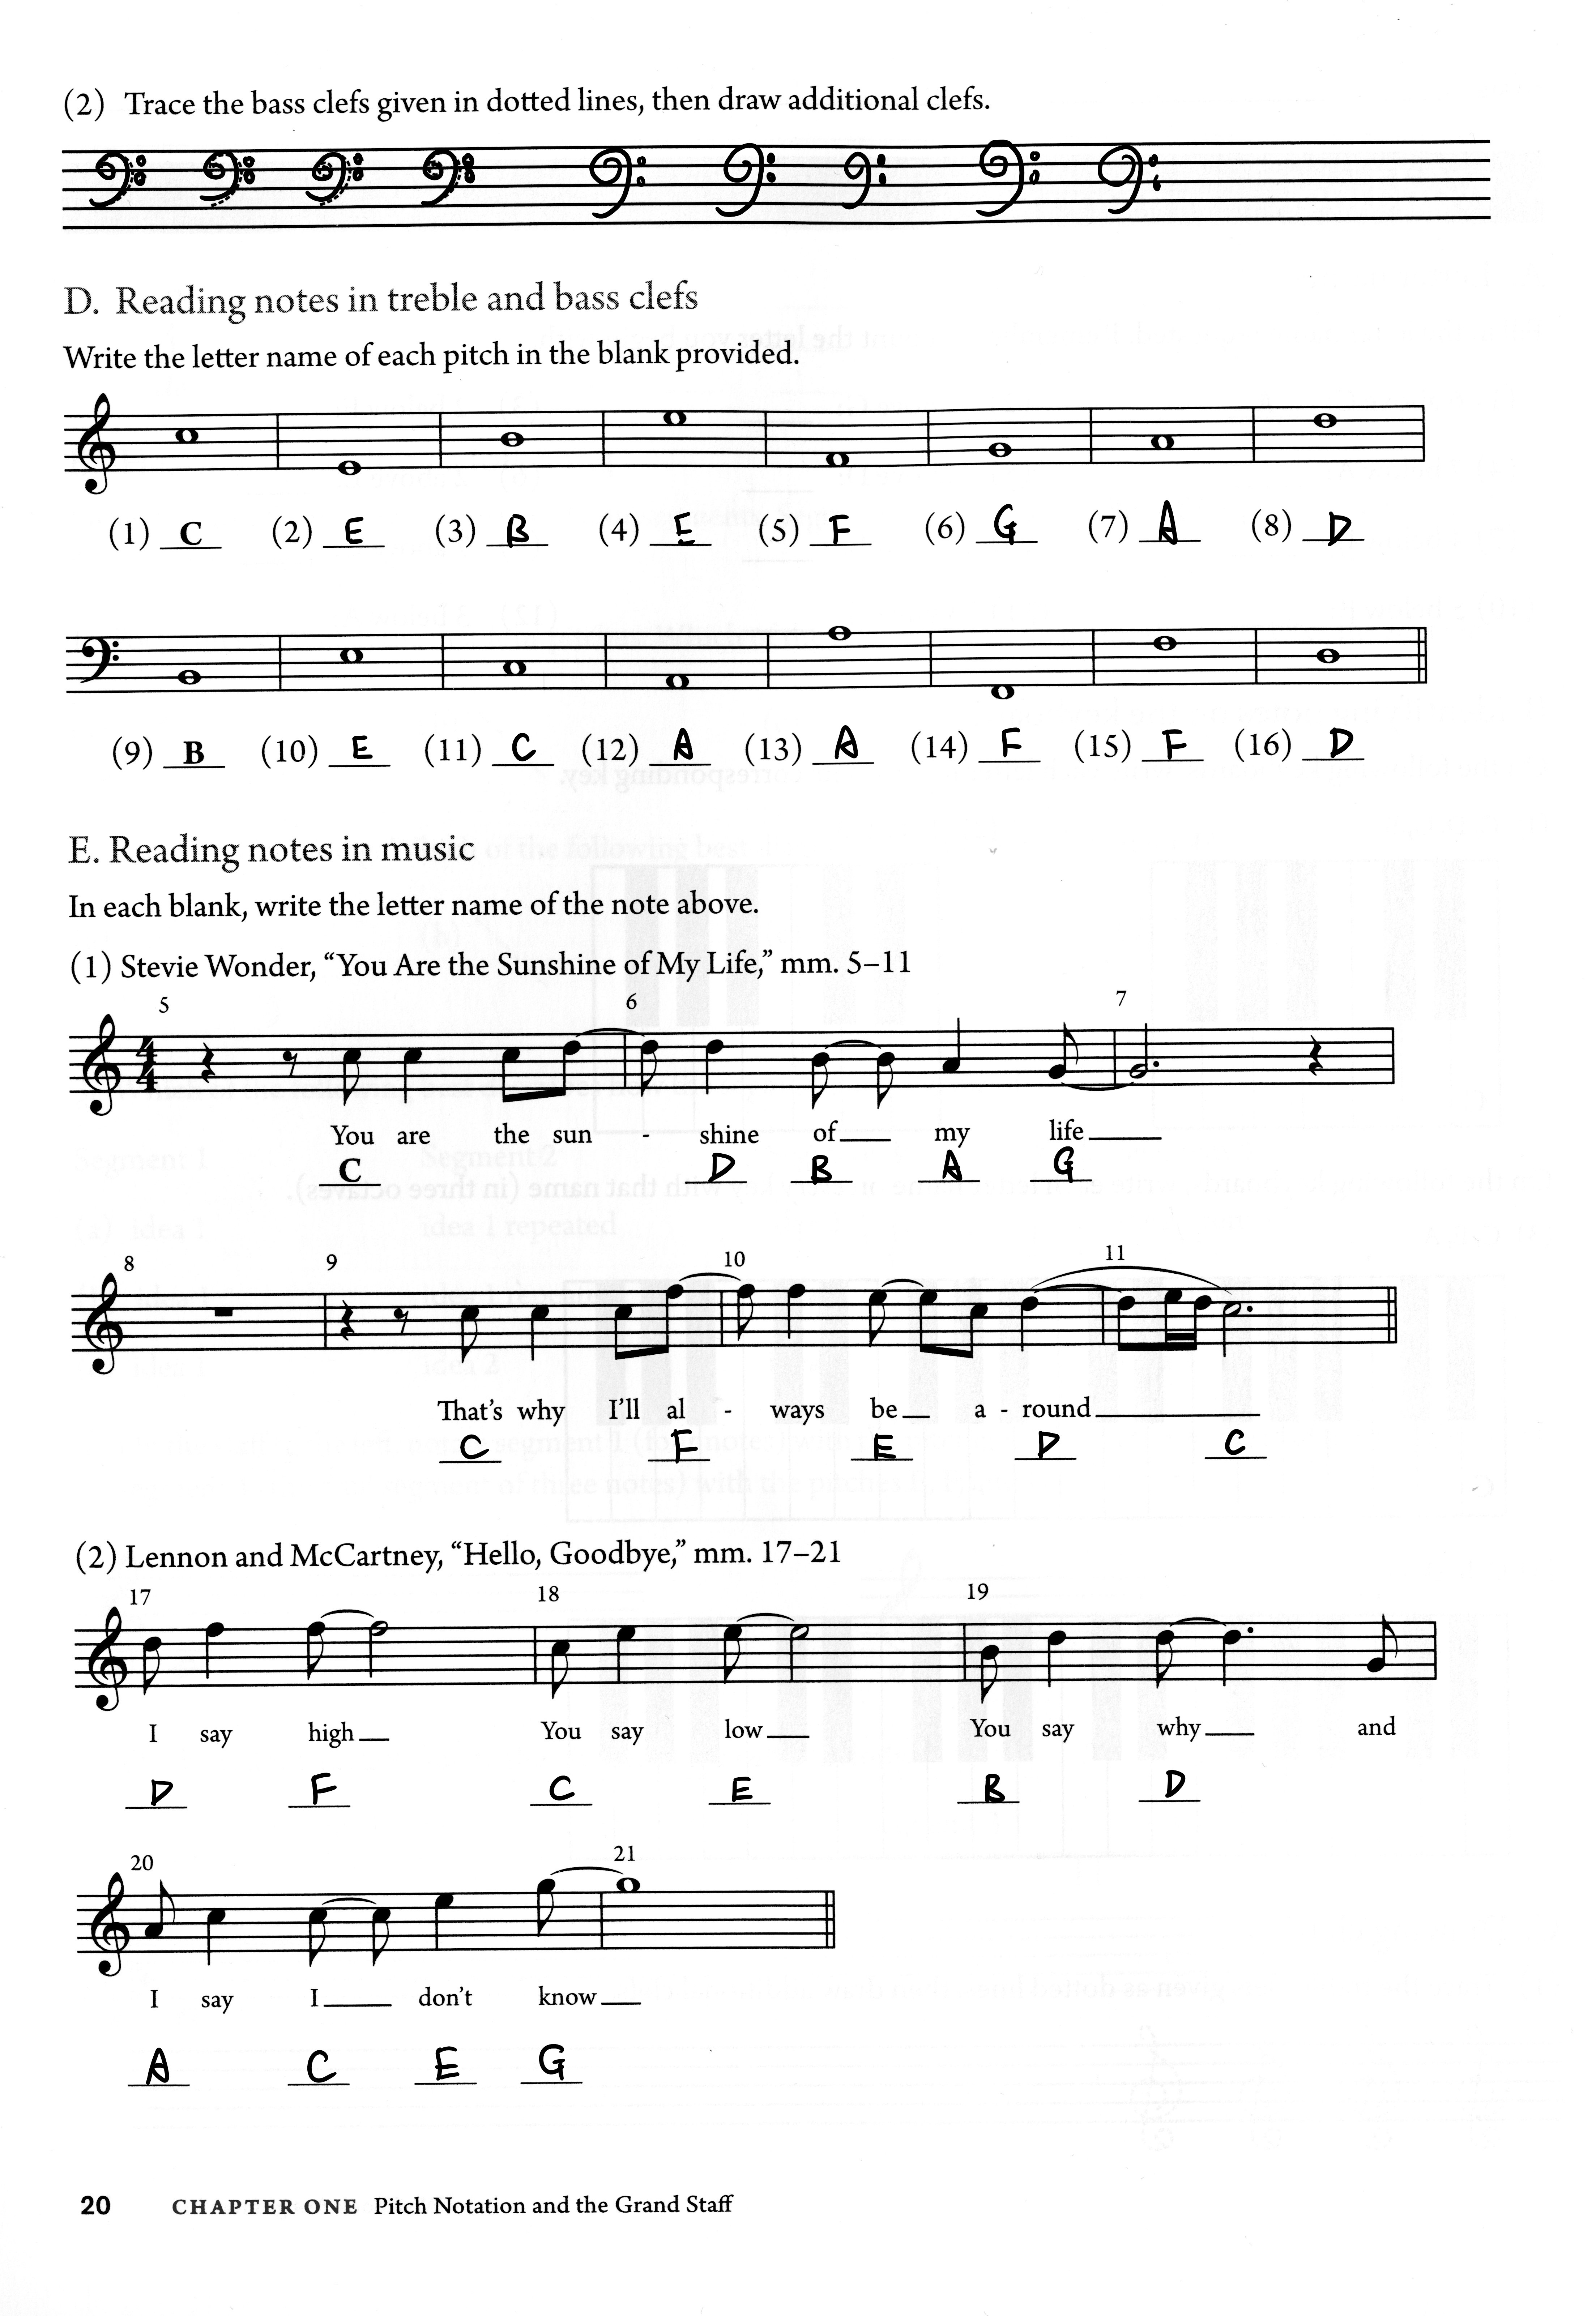 (2) Trace the bass clefs given in dotted lines, then draw additional clefs.
D. Reading notes in treble and bass clefs
Write the letter name of each pitch in the blank provided.
(1) C (2) E (3) B (4) E (5) F (6) G (7) A (8) D
(9) B (10) E (11) C (12) A (13) A (14) F (15) F (16) D
E. Reading notes in music
In each blank, write the letter name of the note above.
(1) Stevie Wonder, “You Are the Sunshine of My Life,” mm. 5–11
5 6 7
4
4
You are the sun - shine of my life
C D B A G
8 9 10 11
That’s why I’ll al - ways be a - round
C F E D C
(2) Lennon and McCartney, “Hello, Goodbye,” mm. 17–21
17 18 19
I say high You say low You say why and
D F C E B D
20 21
I say I don’t know
A C E G
20 CHAPTER ONE Pitch Notation and the Grand Staff